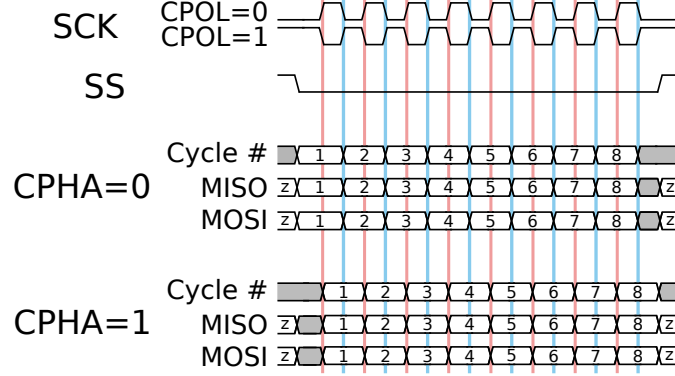 CPOL=0
SCK
CPOL=1
SS
Cycle # 1 2 3 4 5 6 7 8
CPHA=0
MISO z 1 2 3 4 5 6 7 8 z
MOSI z 1 2 3 4 5 6 7 8 z
Cycle # 1 2 3 4 5 6 7 8
CPHA=1
MISO z 1 2 3 4 5 6 7 8 z
MOSI z 1 2 3 4 5 6 7 8 z